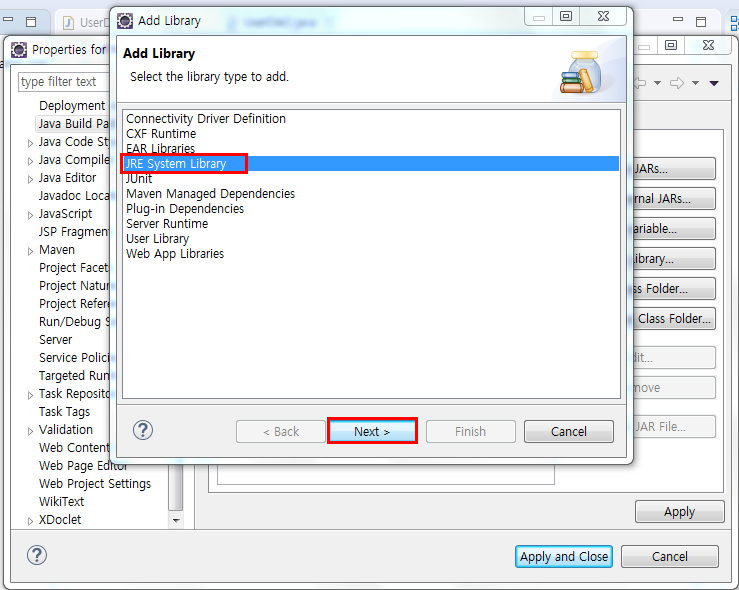 UserD
Add Library
Properties for
Add Library
Select the library type to add.
type filter text
Deployment
Java Build Pa
Java Code Sty
Java Compile
Java Editor
Javadoc Loca
JavaScript
JSP Fragmen
Maven
Project Facet
Project Natur
Project Refere
Run/Debug S
Server
Service Polici
Targeted Run
Task Reposito
Task Tags
Validation
Web Content
Web Page Editor
Web Project Settings
WikiText
XDoclet
Connectivity Driver Definition
CXF Runtime
EAR Libraries
JRE System Library
JUnit
Maven Managed Dependencies
Plug-in Dependencies
Server Runtime
User Library
Web App Libraries
JARs...
rnal JARs...
ariable...
ibrary...
ss Folder...
Class Folder...
dit...
move
JAR File...
< Back
Next >
Finish
Cancel
Apply
Apply and Close
Cancel